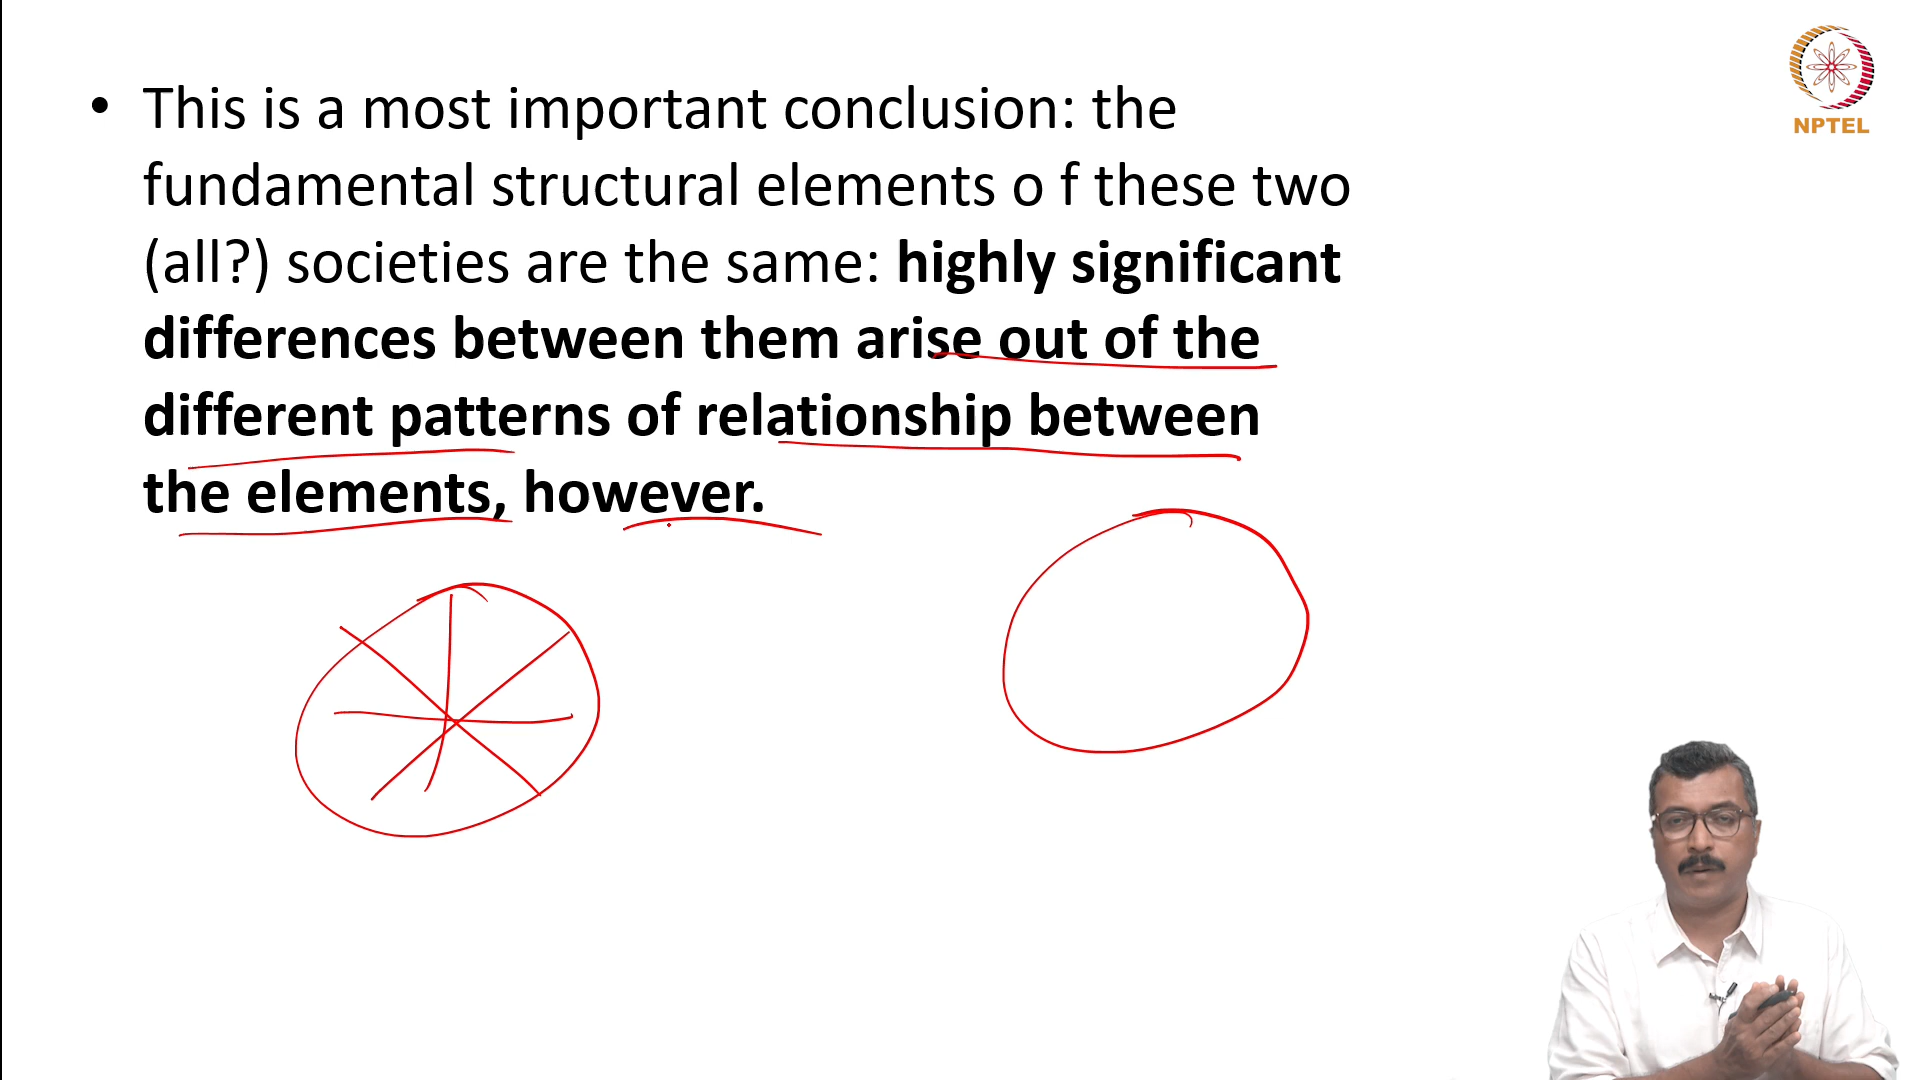 • This is a most important conclusion: the
fundamental structural elements o f these two
(all?) societies are the same: highly significant
differences between them arise out of the
different patterns of relationship between
the elements, however.
NPTEL